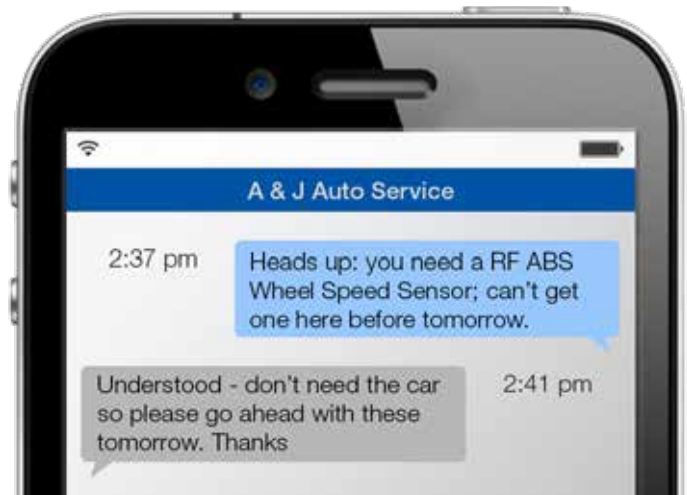 A & J Auto Service
2:37 pm
Heads up: you need a RF ABS
Wheel Speed Sensor; can't get
one here before tomorrow.
Understood - don't need the car
so please go ahead with these
tomorrow. Thanks
2:41 pm